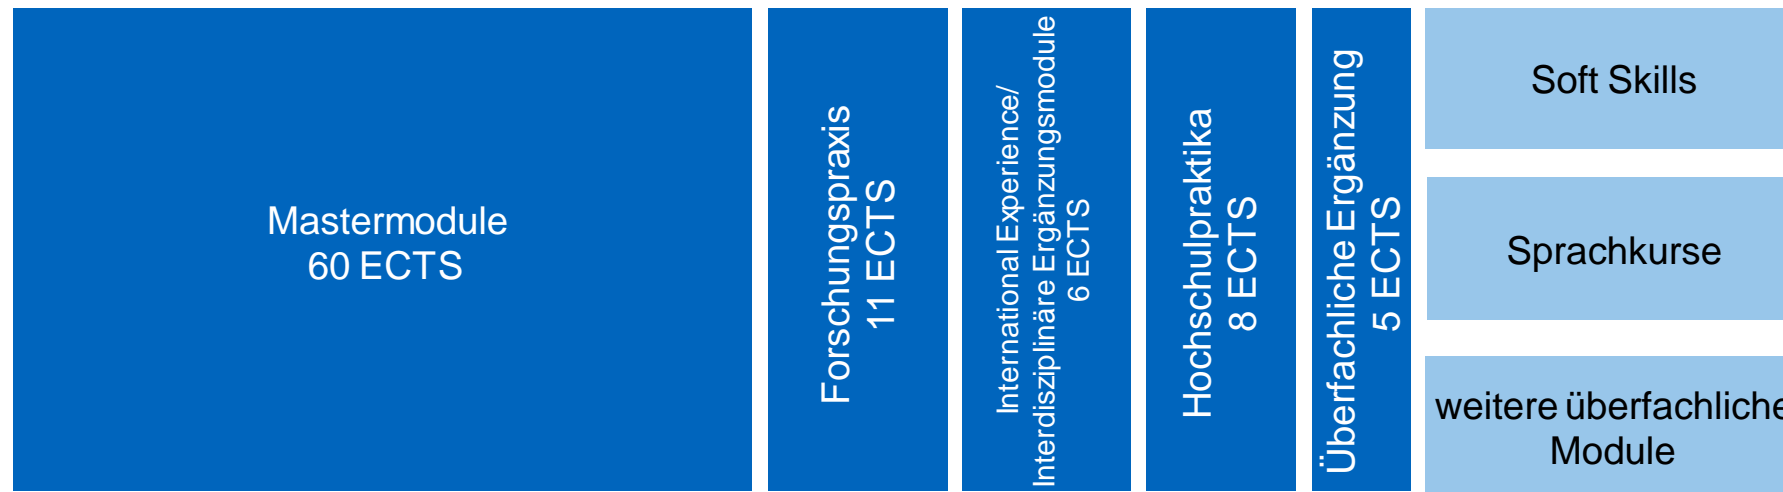 Mastermodule
60 ECTS
Forschungspraxis
11 ECTS
International Experience/
Interdisziplinäre Ergänzungsmodule
6 ECTS
Hochschulpraktika
8 ECTS
Überfachliche Ergänzung
5 ECTS
Soft Skills
Sprachkurse
weitere überfachliche
Module